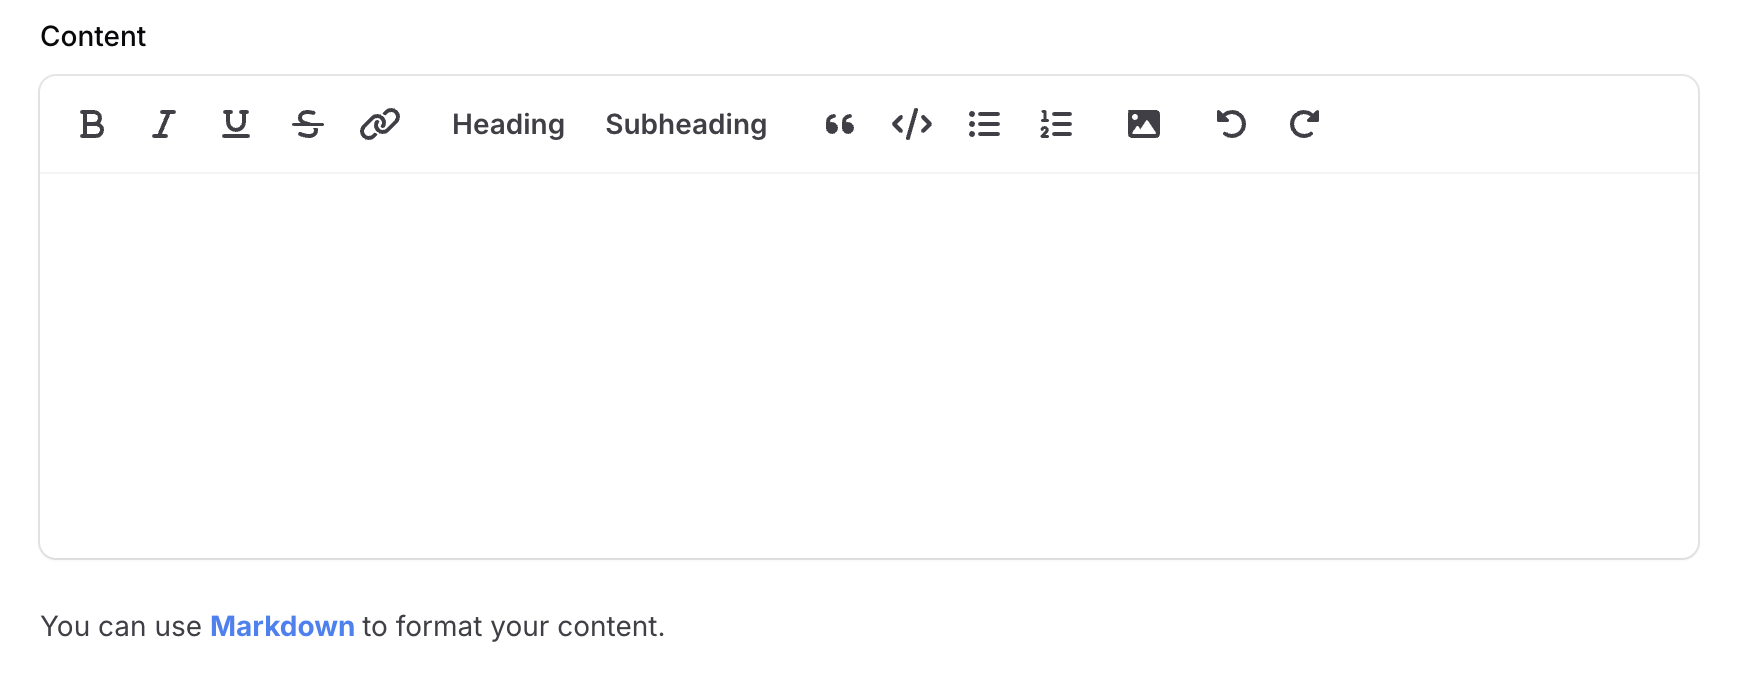 Content
B I U S Heading Subheading
You can use Markdown to format your content.